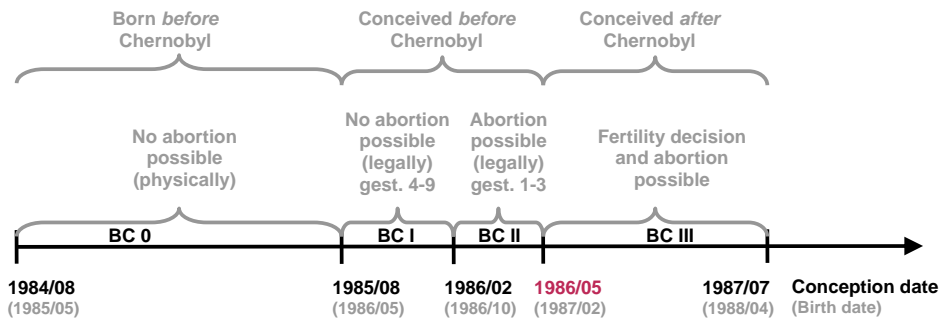 Born before
Chernobyl
Conceived before
Chernobyl
Conceived after
Chernobyl
No abortion
possible
(physically)
No abortion
possible
(legally)
gest. 4-9
Abortion
possible
(legally)
gest. 1-3
Fertility decision
and abortion
possible
BC 0
BC I
BC II
BC III
1984/08
(1985/05)
1985/08
(1986/05)
1986/02
(1986/10)
1986/05
(1987/02)
1987/07
(1988/04)
Conception date
(Birth date)